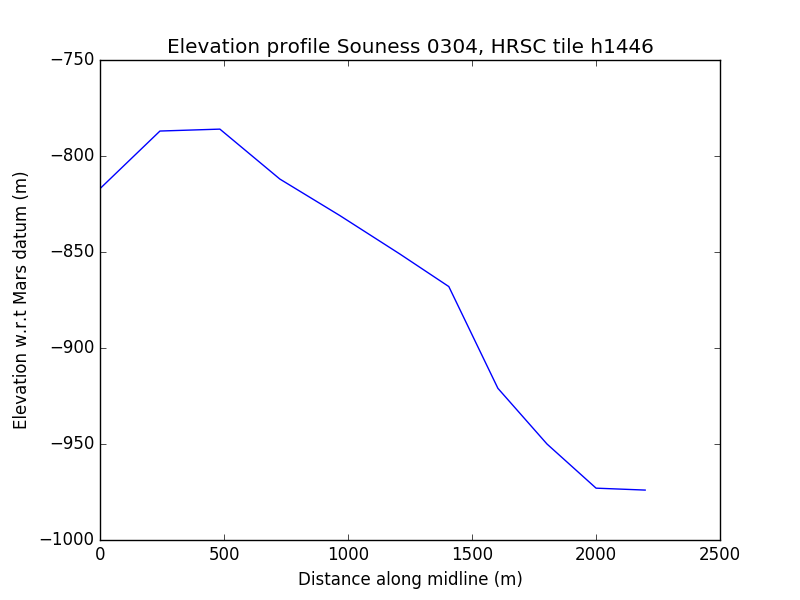 Elevation profile Souness 0304, HRSC tile h1446
Elevation w.r.t Mars datum (m)
−750
−800
−850
−900
−950
−1000
0 500 1000 1500 2000 2500
Distance along midline (m)